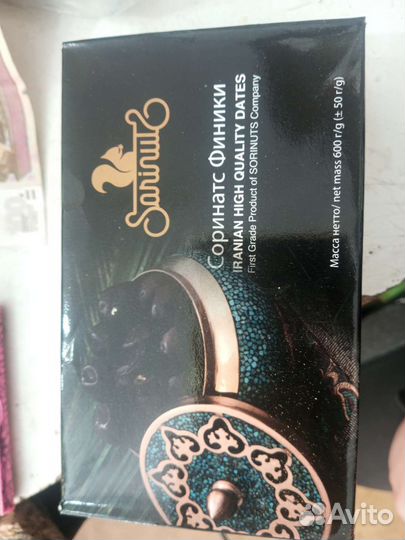 Sorinut
Соринатс Финики
IRANIAN HIGH QUALITY DATES
First Grade Product of SORINUTS Company
Масса нетто/ net mass 600 г/g (± 50 г/g)
Avito